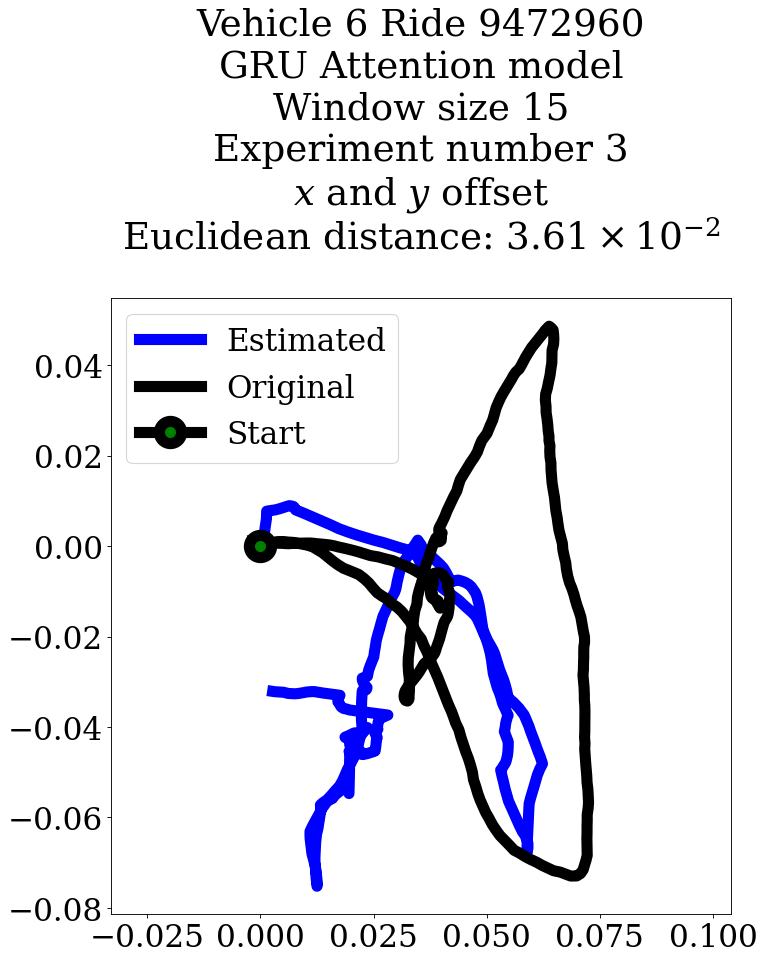 Vehicle 6 Ride 9472960
GRU Attention model
Window size 15
Experiment number 3
x and y offset
Euclidean distance: 3.61 × 10⁻²
Estimated
Original
Start
0.04
0.02
0.00
−0.02
−0.04
−0.06
−0.08
−0.025 0.000 0.025 0.050 0.075 0.100